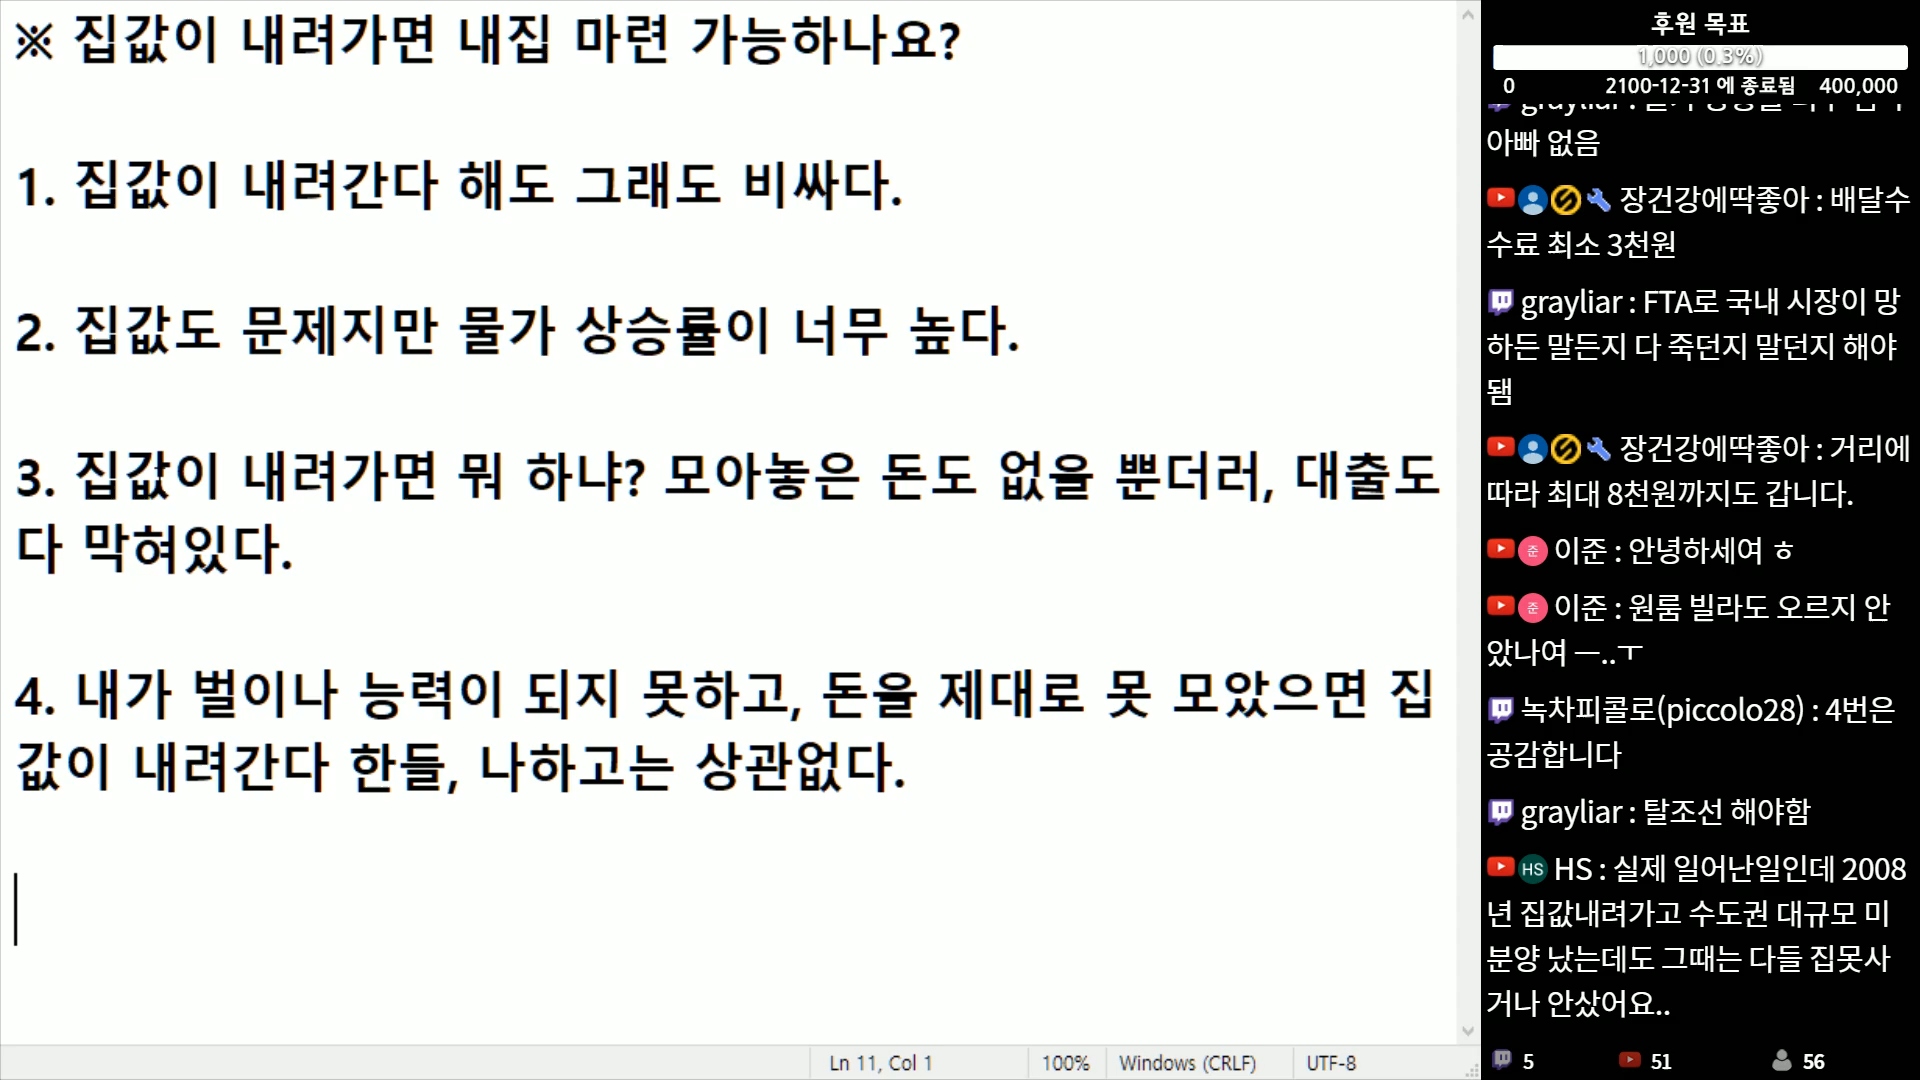 ※ 집값이 내려가면 내집 마련 가능하나요?
1. 집값이 내려간다 해도 그래도 비싸다.
2. 집값도 문제지만 물가 상승률이 너무 높다.
3. 집값이 내려가면 뭐 하냐? 모아놓은 돈도 없을 뿐더러, 대출도
다 막혀있다.
4. 내가 벌이나 능력이 되지 못하고, 돈을 제대로 못 모았으면 집
값이 내려간다 한들, 나하고는 상관없다.
Ln 11, Col 1
100%
Windows (CRLF)
UTF-8
후원 목표
1,000 (0.3%)
0 2100-12-31 에 종료됨 400,000
grayliar :
아빠 없음
장건강에딱좋아 : 배달수
수료 최소 3천원
grayliar : FTA로 국내 시장이 망
하든 말든지 다 죽던지 말던지 해야
됌
장건강에딱좋아 : 거리에
따라 최대 8천원까지도 갑니다.
준 이준 : 안녕하세여 ㅎ
준 이준 : 원룸 빌라도 오르지 안
았나여 ㅡ..ㅜ
녹차피콜로(piccolo28) : 4번은
공감합니다
grayliar : 탈조선 해야함
HS HS : 실제 일어난일인데 2008
년 집값내려가고 수도권 대규모 미
분양 났는데도 그때는 다들 집못사
거나 안샀어요..
5 51 56